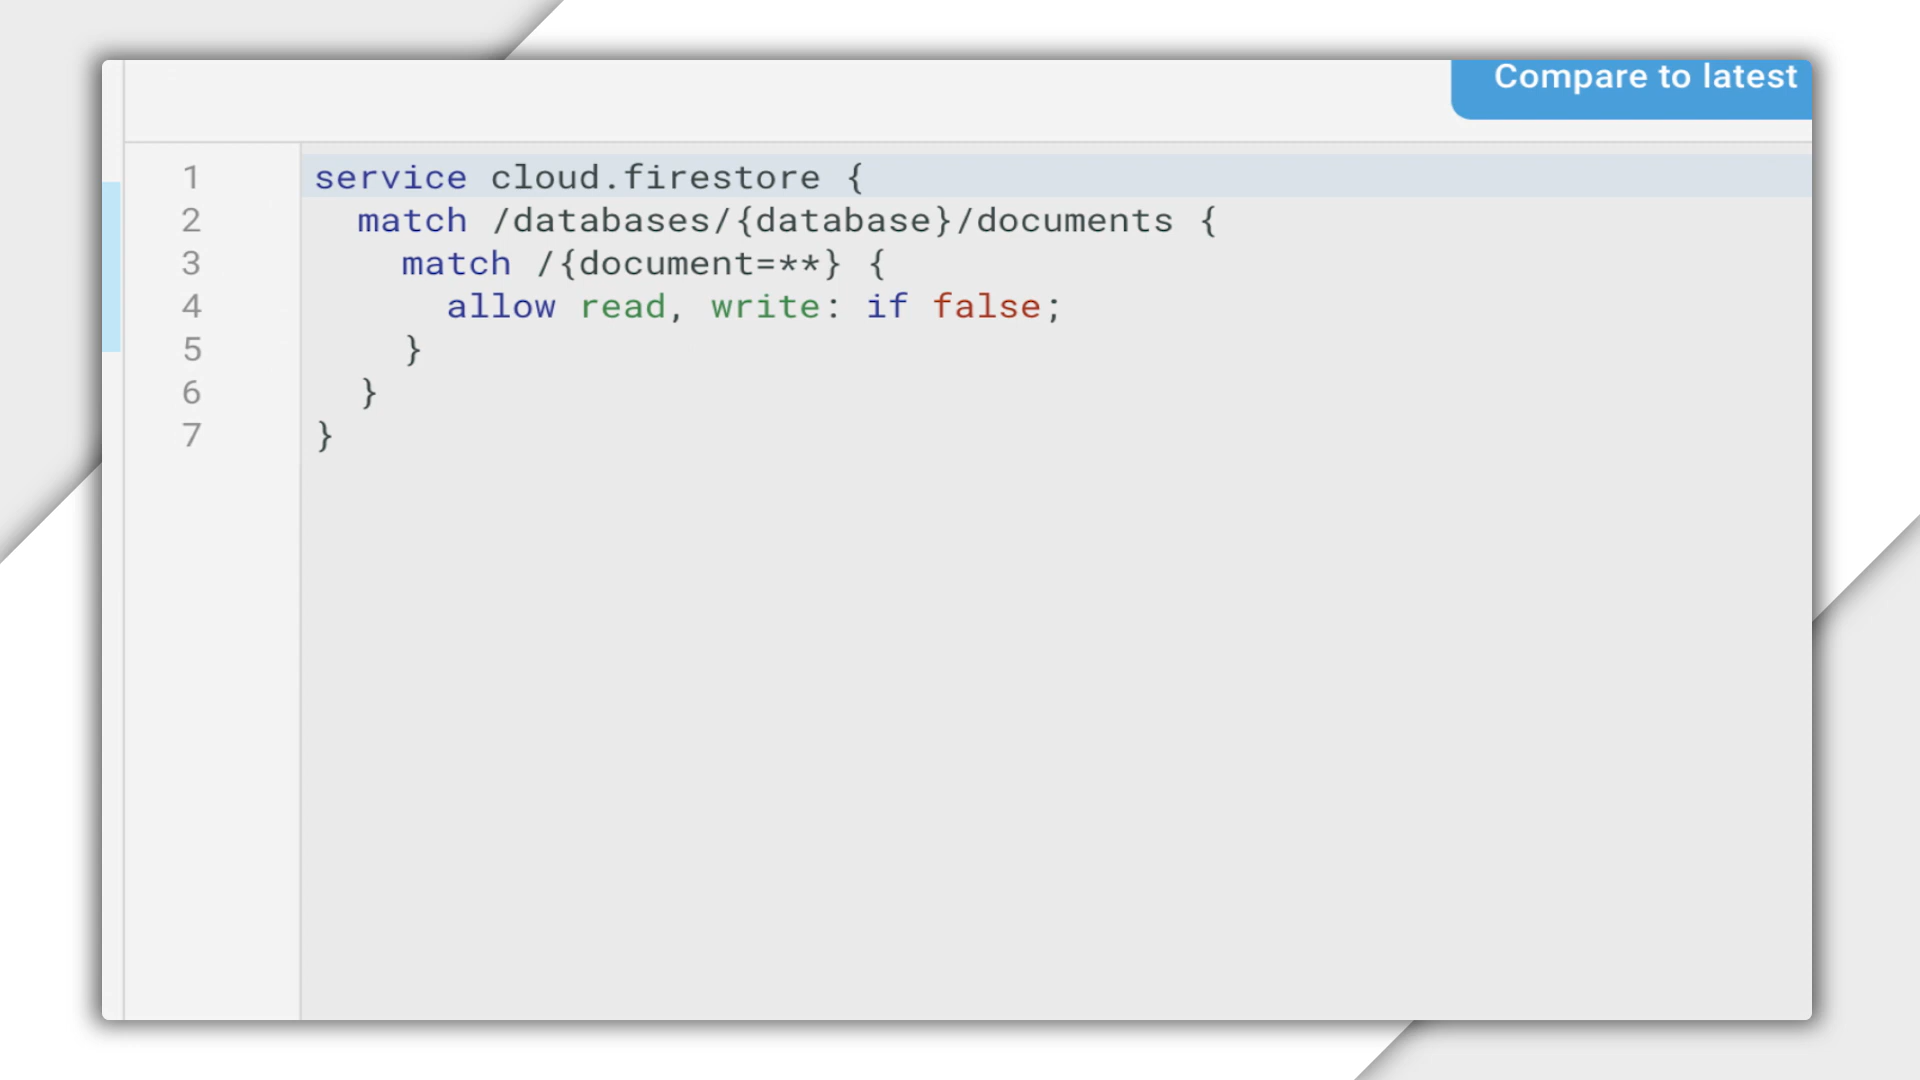 Compare to latest
1 service cloud.firestore {
2 match /databases/{database}/documents {
3 match /{document=**} {
4 allow read, write: if false;
5 }
6 }
7 }